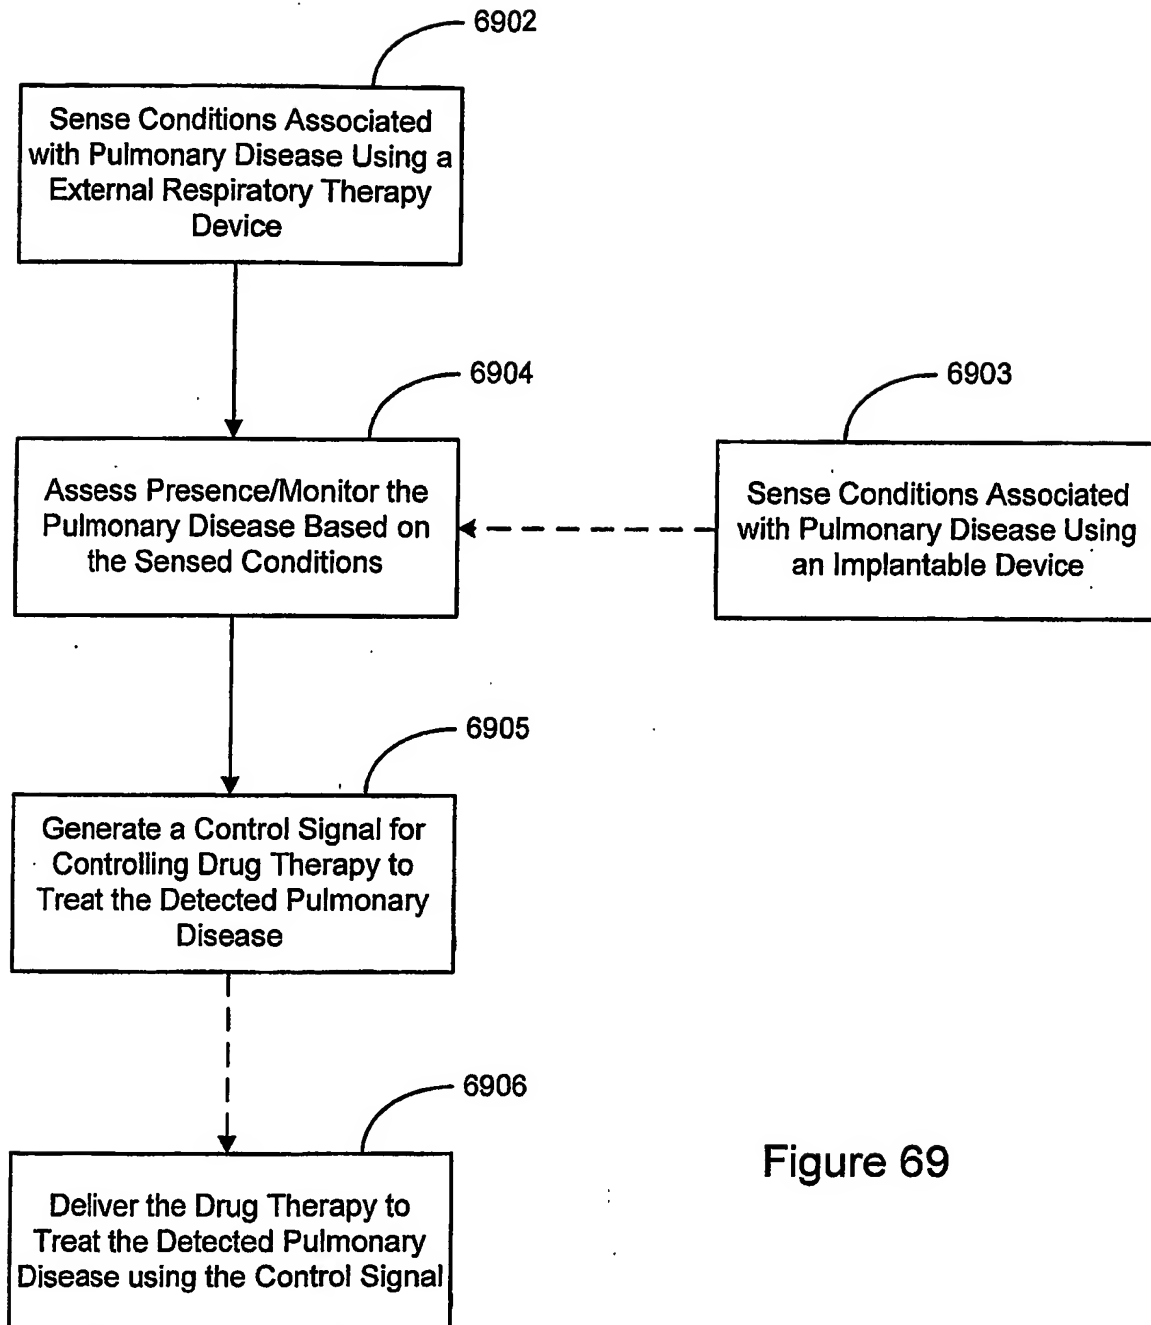 6902
Sense Conditions Associated
with Pulmonary Disease Using a
External Respiratory Therapy
Device
6904
Assess Presence/Monitor the
Pulmonary Disease Based on
the Sensed Conditions
6903
Sense Conditions Associated
with Pulmonary Disease Using
an Implantable Device
6905
Generate a Control Signal for
Controlling Drug Therapy to
Treat the Detected Pulmonary
Disease
6906
Deliver the Drug Therapy to
Treat the Detected Pulmonary
Disease using the Control Signal
Figure 69